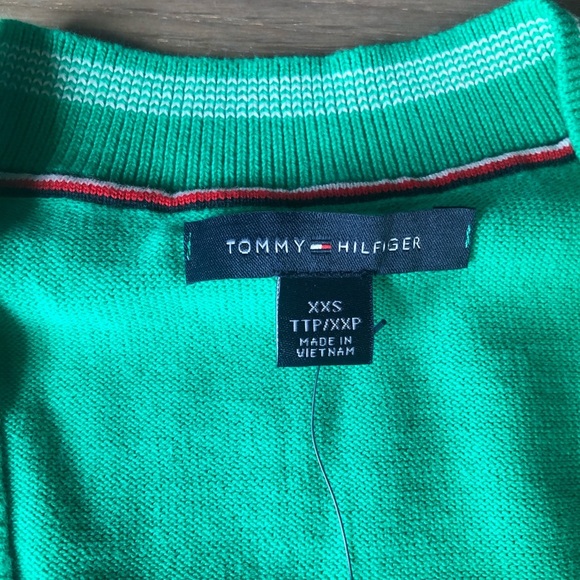 TOMMY HILFIGER
XXS
TTP/XXP
MADE IN
VIETNAM